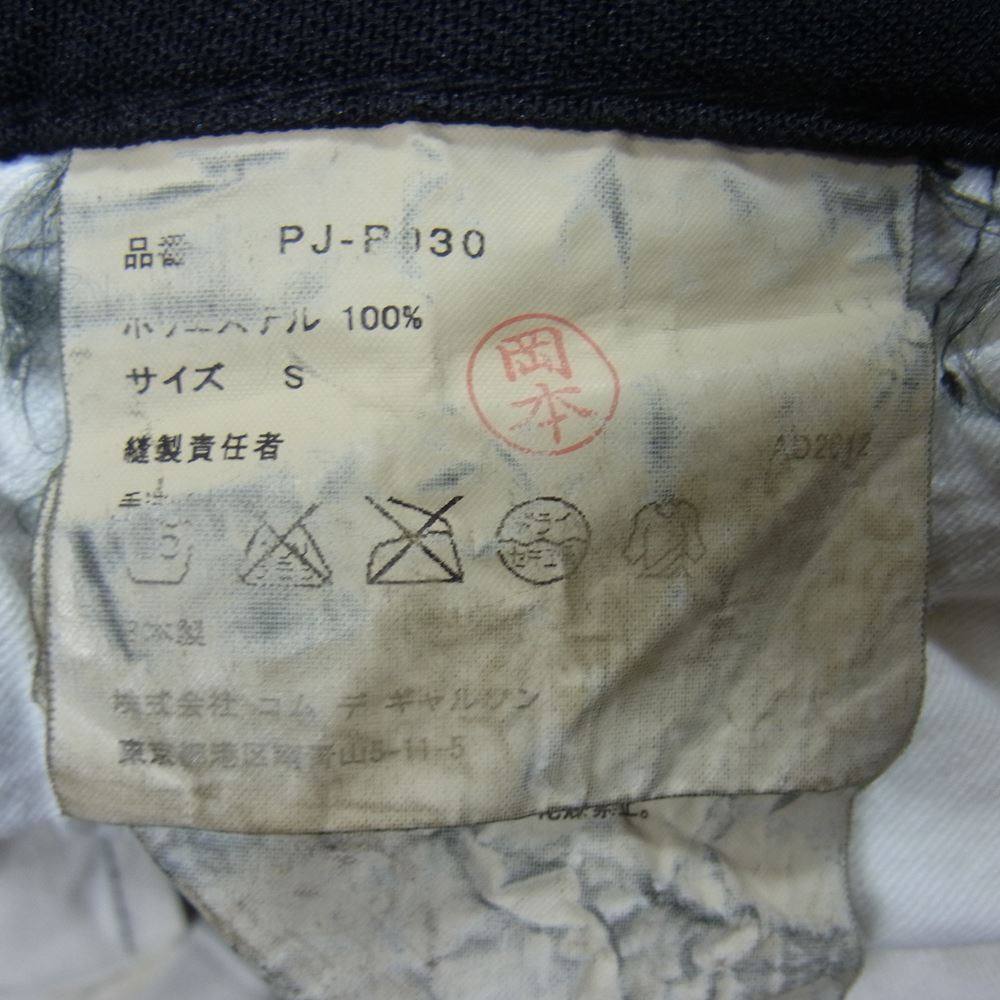 品番 PJ-P030
ポリエステル 100%
サイズ S
岡本
縫製責任者
AD2012
日本製
株式会社 コム デ ギャルソン
東京都港区南青山5-11-5